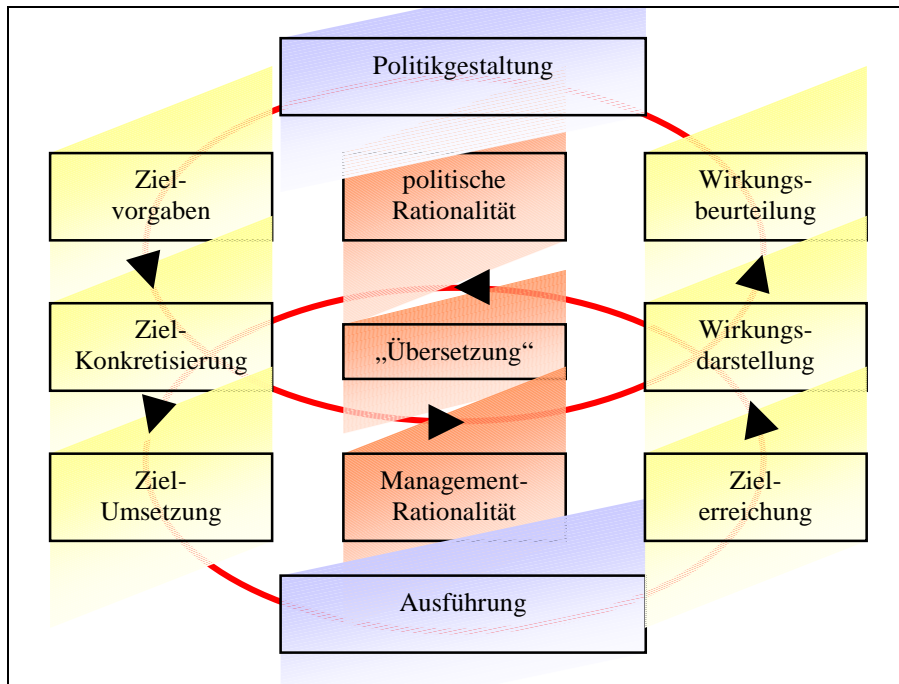 Politikgestaltung
Ziel-
vorgaben
politische
Rationalität
Wirkungs-
beurteilung
Ziel-
Konkretisierung
„Übersetzung“
Wirkungs-
darstellung
Ziel-
Umsetzung
Management-
Rationalität
Ziel-
erreichung
Ausführung